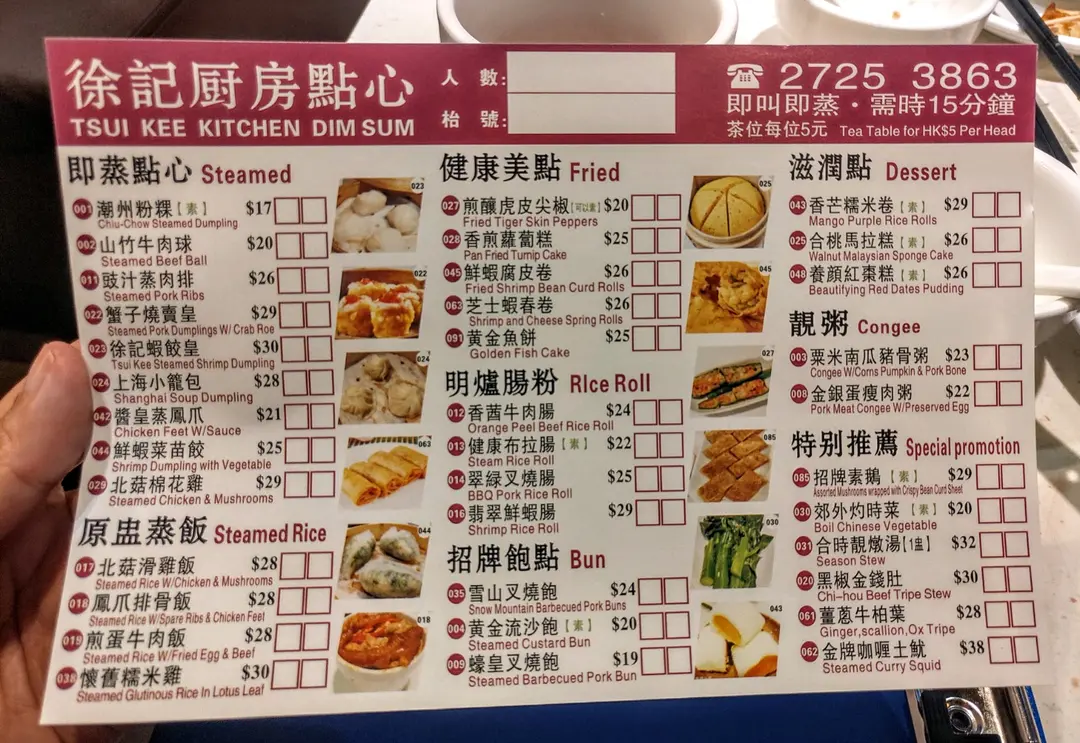 徐記厨房點心
TSUI KEE KITCHEN DIM SUM
人 數:
枱 號:
☎ 2725 3863
即叫即蒸・需時15分鐘
茶位每位5元 Tea Table for HK$5 Per Head
即蒸點心 Steamed
001 潮州粉粿【素】 $17
Chiu-Chow Steamed Dumpling
002 山竹牛肉球 $20
Steamed Beef Ball
011 豉汁蒸肉排 $26
Steamed Pork Ribs
022 蟹子燒賣皇 $29
Steamed Pork Dumplings W/ Crab Roe
023 徐記蝦餃皇 $30
Tsui Kee Steamed Shrimp Dumpling
024 上海小籠包 $28
Shanghai Soup Dumpling
042 醬皇蒸鳳爪 $21
Chicken Feet W/Sauce
044 鮮蝦菜苗餃 $25
Shrimp Dumpling with Vegetable
029 北菇棉花雞 $29
Steamed Chicken & Mushrooms
原盅蒸飯 Steamed Rice
017 北菇滑雞飯 $28
Steamed Rice W/Chicken & Mushrooms
018 鳳爪排骨飯 $28
Steamed Rice W/Spare Ribs & Chicken Feet
019 煎蛋牛肉飯 $28
Steamed Rice W/Fried Egg & Beef
038 懷舊糯米雞 $30
Steamed Glutinous Rice In Lotus Leaf
023
022
024
063
044
018
健康美點 Fried
027 煎釀虎皮尖椒【可以素】 $20
Fried Tiger Skin Peppers
028 香煎蘿蔔糕 $25
Pan Fried Turnip Cake
045 鮮蝦腐皮卷 $26
Fried Shrimp Bean Curd Rolls
063 芝士蝦春卷 $26
Shrimp and Cheese Spring Rolls
091 黃金魚餅 $25
Golden Fish Cake
明爐腸粉 RIce Roll
012 香茜牛肉腸 $24
Orange Peel Beef Rice Roll
013 健康布拉腸【素】 $22
Steam Rice Roll
014 翠緑叉燒腸 $25
BBQ Pork Rice Roll
016 翡翠鮮蝦腸 $29
Shrimp Rice Roll
招牌飽點 Bun
035 雪山叉燒飽 $24
Snow Mountain Barbecued Pork Buns
004 黃金流沙飽【素】 $20
Steamed Custard Bun
009 蠔皇叉燒飽 $19
Steamed Barbecued Pork Bun
025
045
027
085
030
043
滋潤點 Dessert
043 香芒糯米卷【素】 $29
Mango Purple Rice Rolls
025 合桃馬拉糕【素】 $26
Walnut Malaysian Sponge Cake
048 養顏紅棗糕【素】 $26
Beautifying Red Dates Pudding
靚粥 Congee
003 粟米南瓜豬骨粥 $23
Congee W/Corns Pumpkin & Pork Bone
008 金銀蛋瘦肉粥 $22
Pork Meat Congee W/Preserved Egg
特别推薦 Special promotion
085 招牌素鵝【素】 $29
Assorted Mushrooms wrapped with Crispy Bean Curd Sheet
030 郊外灼時菜【素】 $20
Boil Chinese Vegetable
031 合時靚燉湯【1盅】 $32
Season Stew
020 黑椒金錢肚 $30
Chi-hou Beef Tripe Stew
061 薑蔥牛柏葉 $28
Ginger,scallion,Ox Tripe
062 金牌咖喱土魷 $38
Steamed Curry Squid